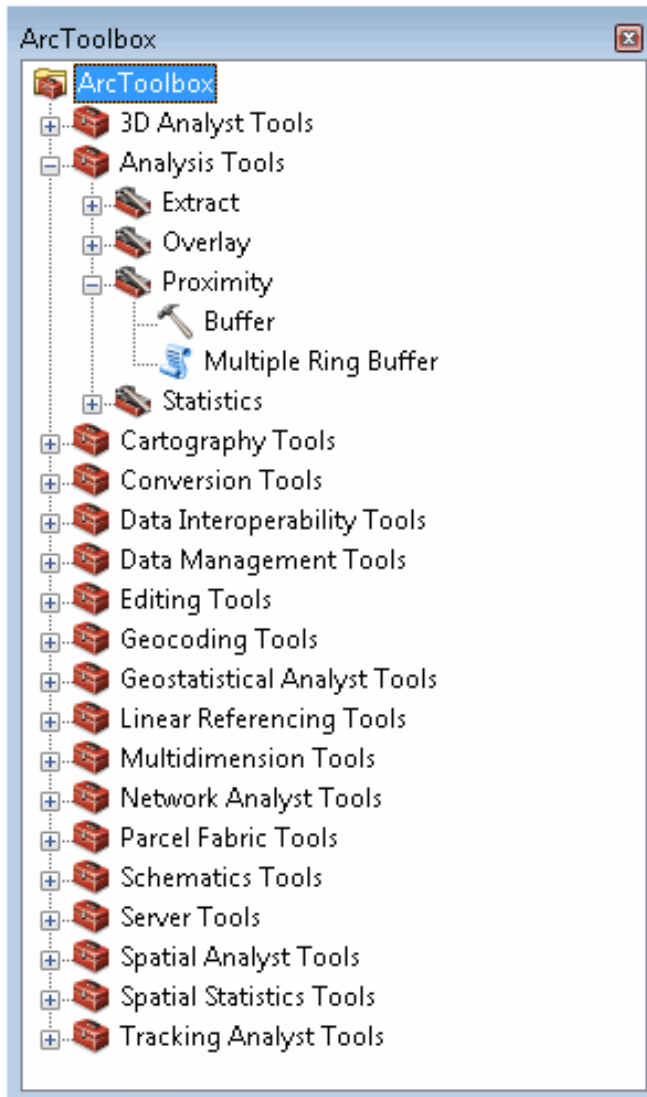 ArcToolbox
ArcToolbox
3D Analyst Tools
Analysis Tools
Extract
Overlay
Proximity
Buffer
Multiple Ring Buffer
Statistics
Cartography Tools
Conversion Tools
Data Interoperability Tools
Data Management Tools
Editing Tools
Geocoding Tools
Geostatistical Analyst Tools
Linear Referencing Tools
Multidimension Tools
Network Analyst Tools
Parcel Fabric Tools
Schematics Tools
Server Tools
Spatial Analyst Tools
Spatial Statistics Tools
Tracking Analyst Tools